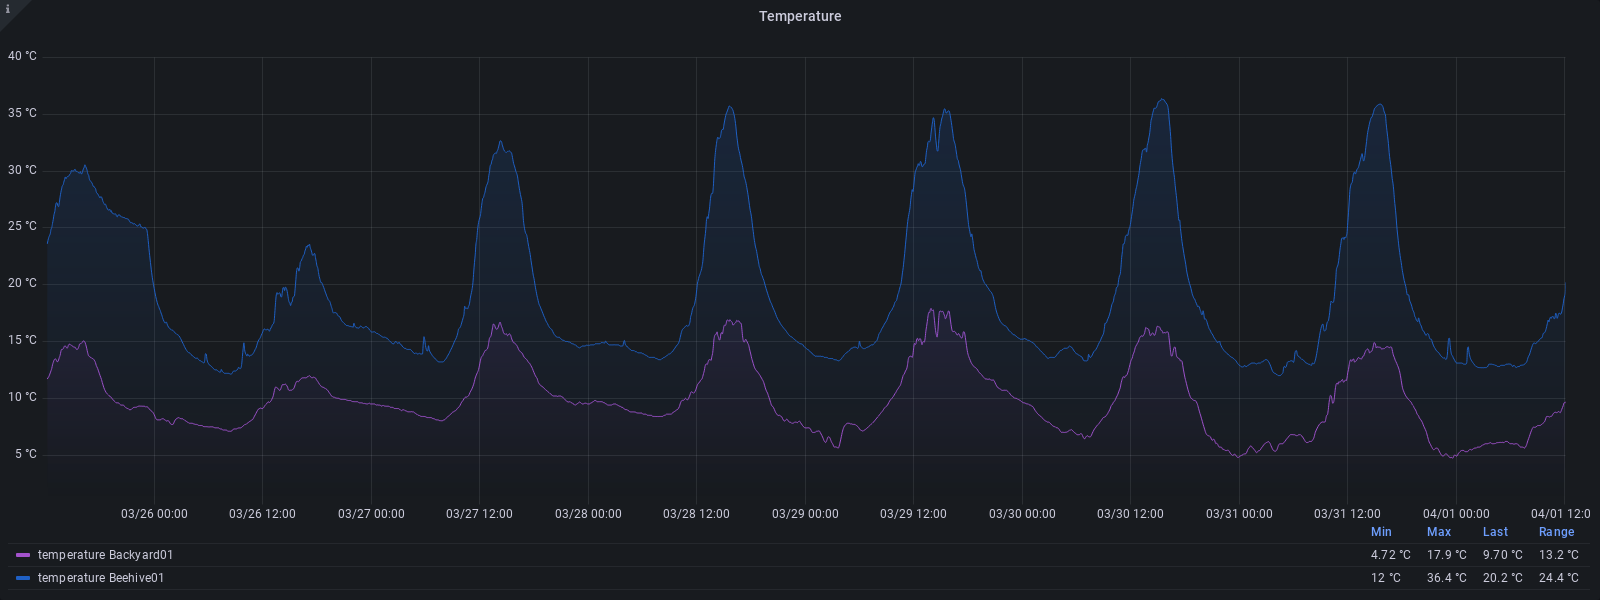 i
Temperature
40 °C
35 °C
30 °C
25 °C
20 °C
15 °C
10 °C
5 °C
03/26 00:00 03/26 12:00 03/27 00:00 03/27 12:00 03/28 00:00 03/28 12:00 03/29 00:00 03/29 12:00 03/30 00:00 03/30 12:00 03/31 00:00 03/31 12:00 04/01 00:00 04/01 12:0
Min Max Last Range
temperature Backyard01 4.72 °C 17.9 °C 9.70 °C 13.2 °C
temperature Beehive01 12 °C 36.4 °C 20.2 °C 24.4 °C